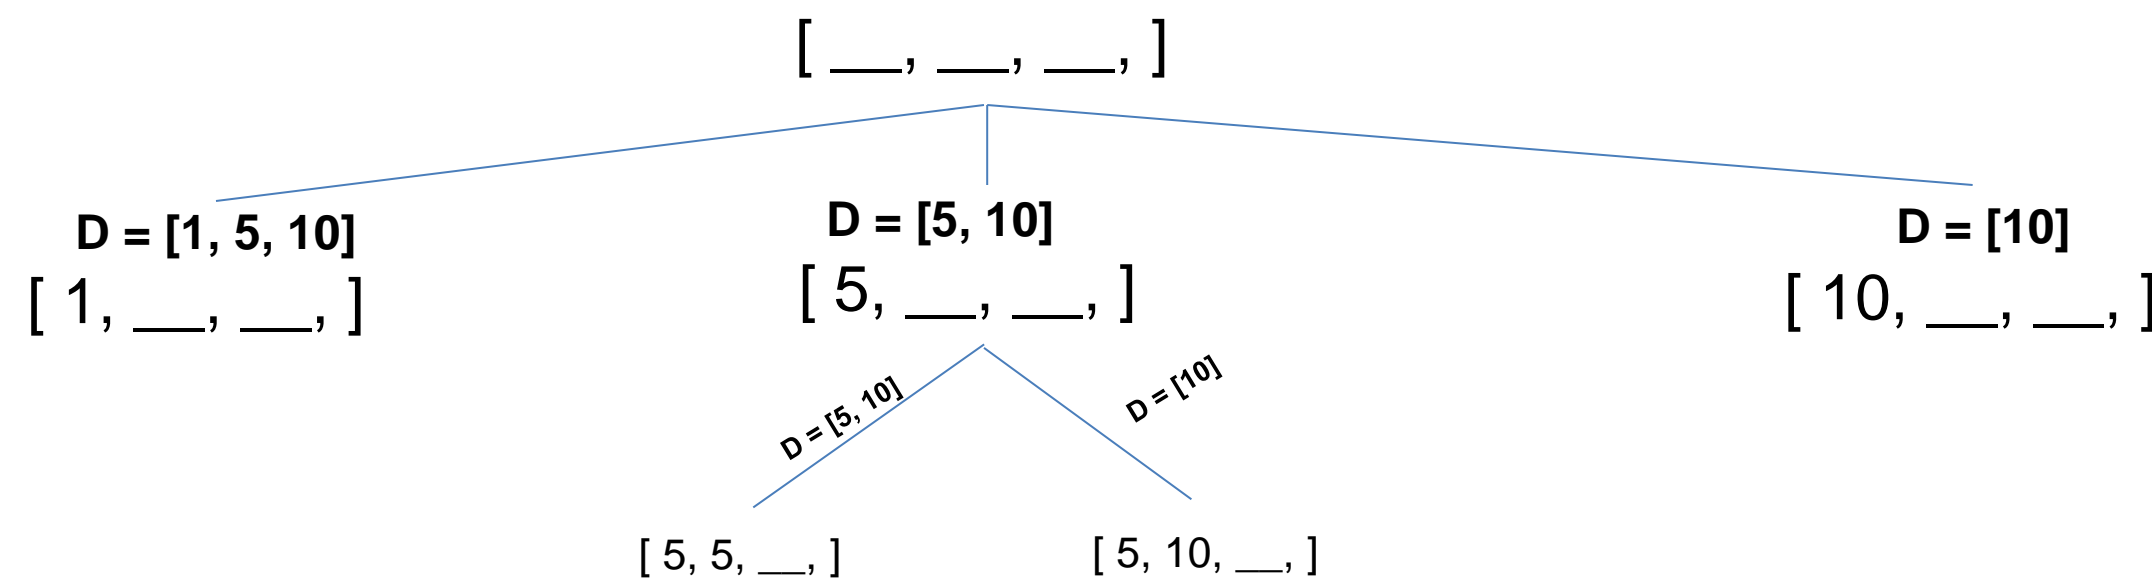 [ __, __, __, ]
D = [1, 5, 10]
[ 1, __, __, ]
D = [5, 10]
[ 5, __, __, ]
D = [10]
[ 10, __, __, ]
D = [5, 10]
D = [10]
[ 5, 5, __, ]
[ 5, 10, __, ]